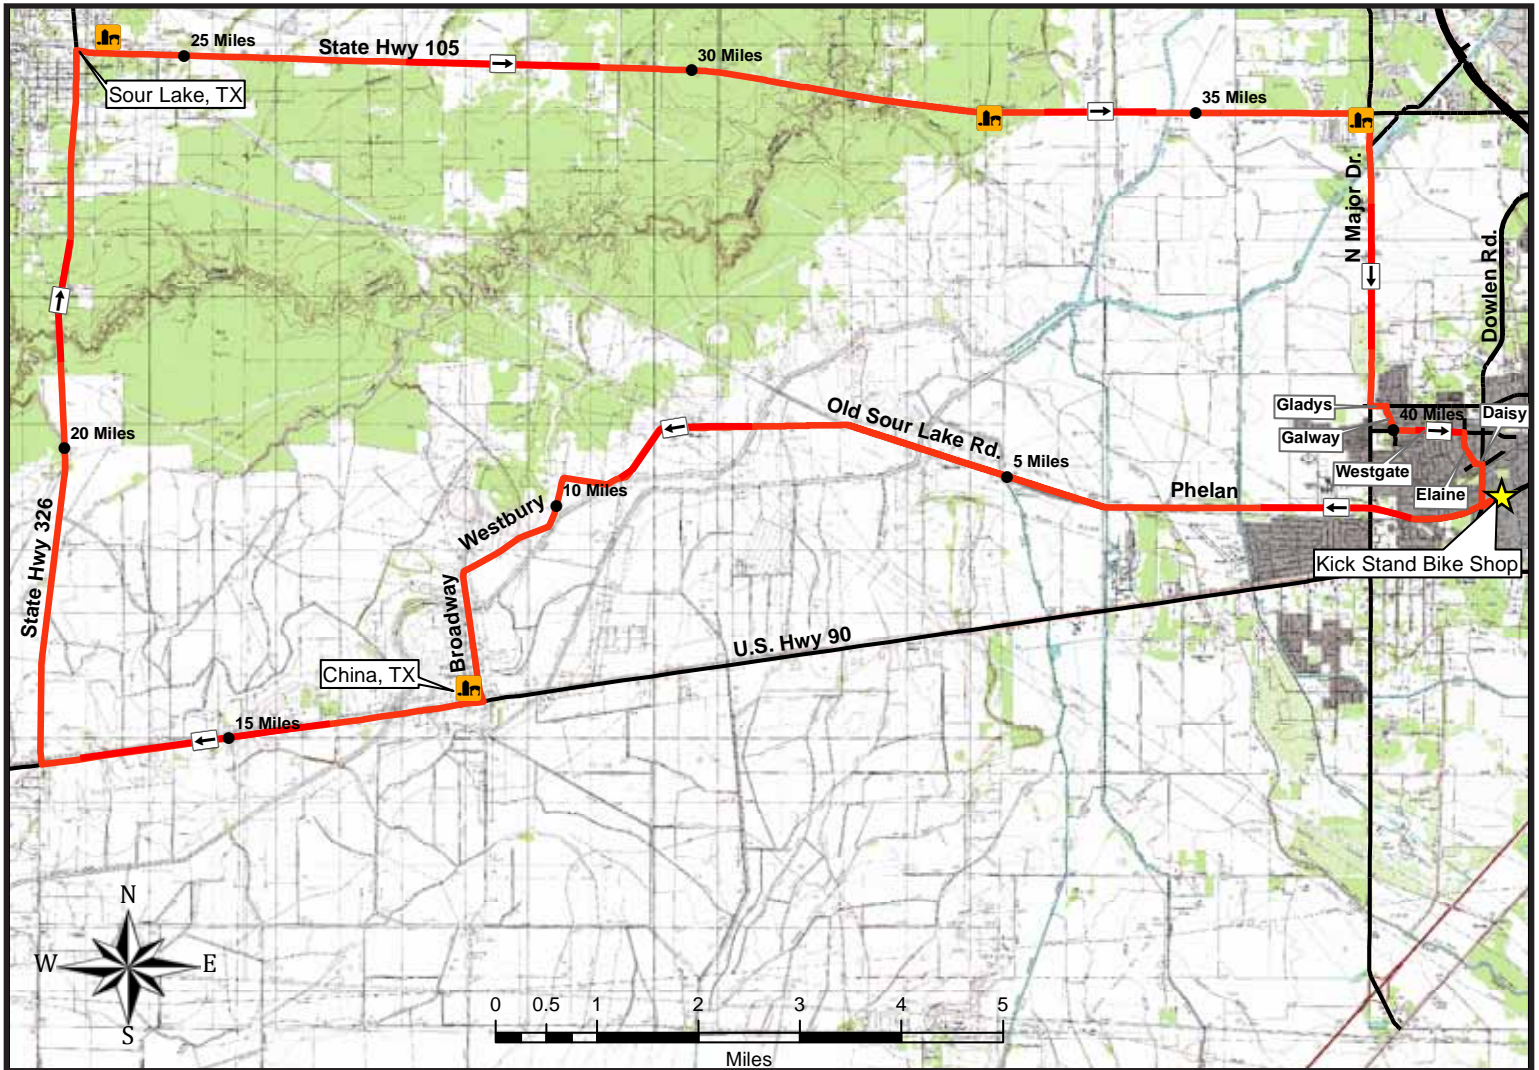 25 Miles
State Hwy 105
30 Miles
Sour Lake, TX
35 Miles
N Major Dr.
Dowlen Rd.
Gladys
40 Miles
Daisy
Galway
Old Sour Lake Rd.
20 Miles
5 Miles
Westgate
Phelan
Elaine
10 Miles
Westbury
State Hwy 326
Kick Stand Bike Shop
Broadway
U.S. Hwy 90
China, TX
15 Miles
N
W
E
S
0 0.5 1 2 3 4 5
Miles